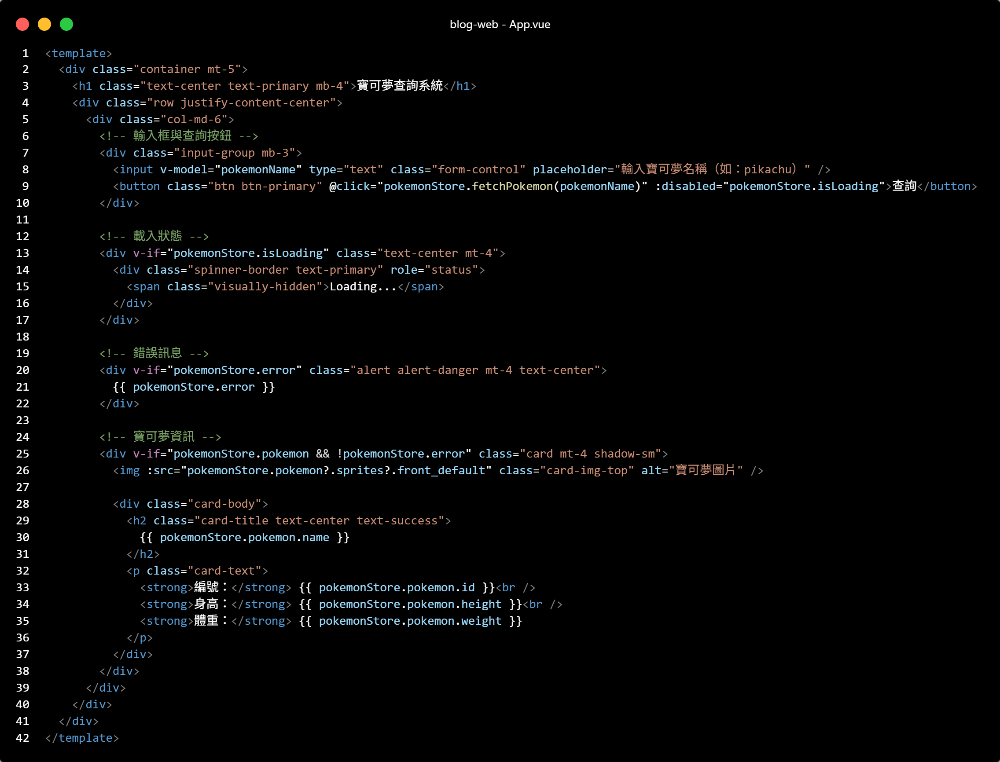 blog-web - App.vue
1 <template>
2   <div class="container mt-5">
3     <h1 class="text-center text-primary mb-4">寶可夢查詢系統</h1>
4     <div class="row justify-content-center">
5       <div class="col-md-6">
6         <!-- 輸入框與查詢按鈕 -->
7         <div class="input-group mb-3">
8           <input v-model="pokemonName" type="text" class="form-control" placeholder="輸入寶可夢名稱（如：pikachu）" />
9           <button class="btn btn-primary" @click="pokemonStore.fetchPokemon(pokemonName)" :disabled="pokemonStore.isLoading">查詢</button>
10         </div>
11
12         <!-- 載入狀態 -->
13         <div v-if="pokemonStore.isLoading" class="text-center mt-4">
14           <div class="spinner-border text-primary" role="status">
15             <span class="visually-hidden">Loading...</span>
16           </div>
17         </div>
18
19         <!-- 錯誤訊息 -->
20         <div v-if="pokemonStore.error" class="alert alert-danger mt-4 text-center">
21           {{ pokemonStore.error }}
22         </div>
23
24         <!-- 寶可夢資訊 -->
25         <div v-if="pokemonStore.pokemon && !pokemonStore.error" class="card mt-4 shadow-sm">
26           <img :src="pokemonStore.pokemon?.sprites?.front_default" class="card-img-top" alt="寶可夢圖片" />
27
28           <div class="card-body">
29             <h2 class="card-title text-center text-success">
30               {{ pokemonStore.pokemon.name }}
31             </h2>
32             <p class="card-text">
33               <strong>編號：</strong> {{ pokemonStore.pokemon.id }}<br />
34               <strong>身高：</strong> {{ pokemonStore.pokemon.height }}<br />
35               <strong>體重：</strong> {{ pokemonStore.pokemon.weight }}
36             </p>
37           </div>
38         </div>
39       </div>
40     </div>
41   </div>
42 </template>